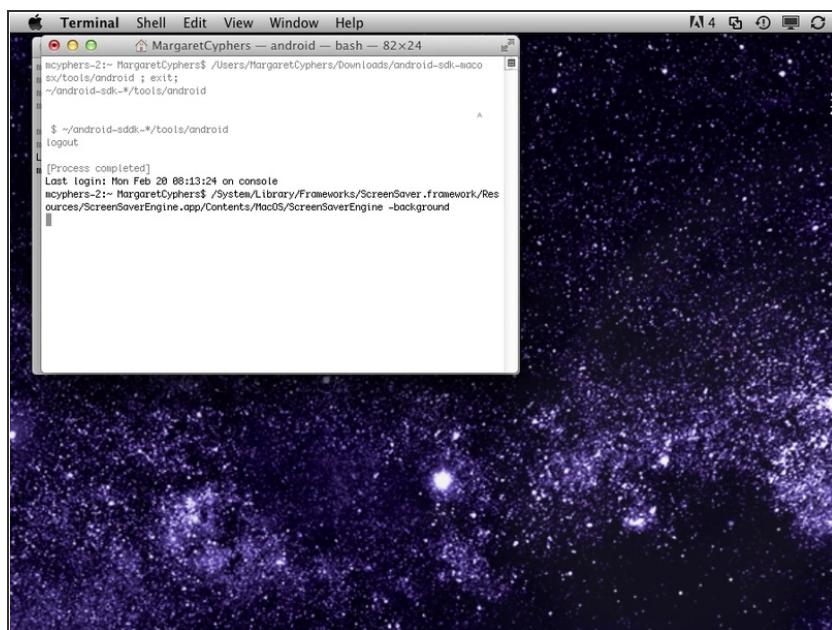 Terminal Shell Edit View Window Help 4
MargaretCyphers — android — bash — 82×24
mcyphers-2:~ MargaretCyphers$ /Users/MargaretCyphers/Downloads/android-sdk-maco
sx/tools/android ; exit;
~/android-sdk-*/tools/android
^
$ ~/android-sddk-*/tools/android
logout
[Process completed]
Last login: Mon Feb 20 08:13:24 on console
mcyphers-2:~ MargaretCyphers$ /System/Library/Frameworks/ScreenSaver.framework/Res
ources/ScreenSaverEngine.app/Contents/MacOS/ScreenSaverEngine -background